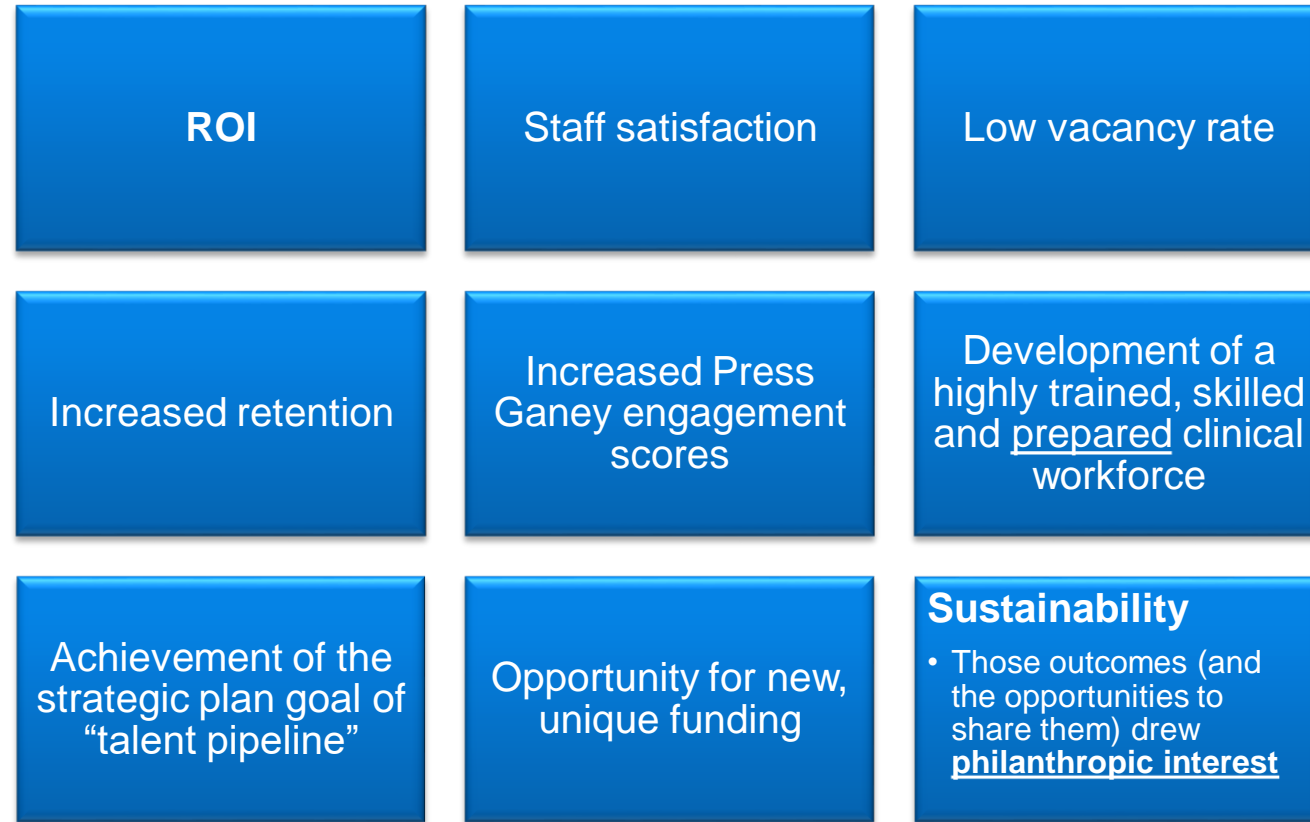 ROI
Staff satisfaction
Low vacancy rate
Increased retention
Increased Press
Ganey engagement
scores
Development of a
highly trained, skilled
and prepared clinical
workforce
Achievement of the
strategic plan goal of
“talent pipeline”
Opportunity for new,
unique funding
Sustainability
• Those outcomes (and
the opportunities to
share them) drew
philanthropic interest